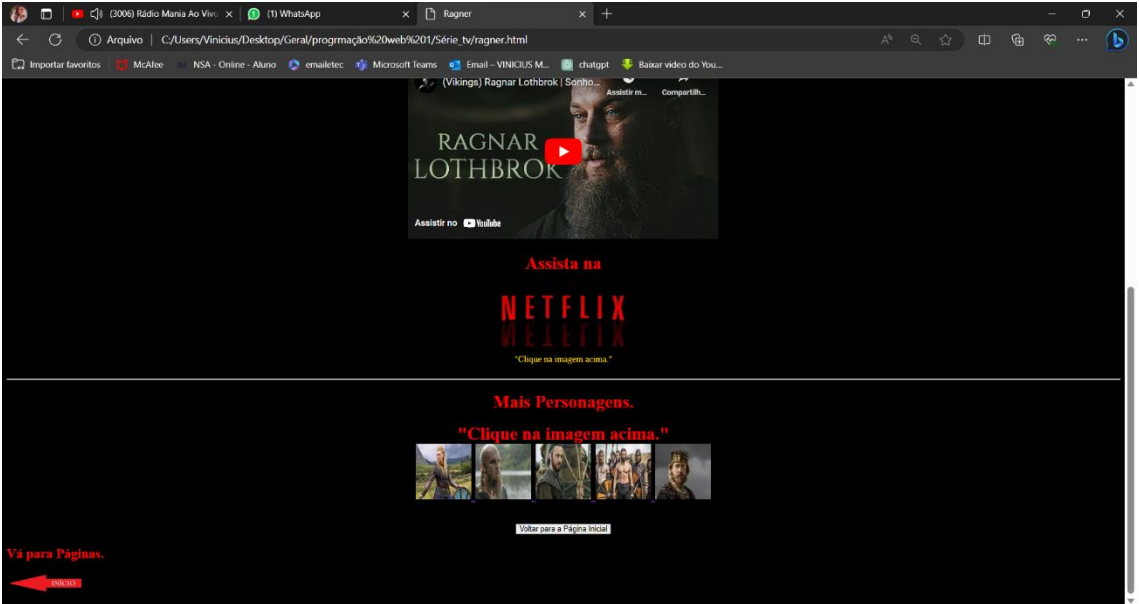 (3006) Rádio Mania Ao Vivo
(1) WhatsApp
Ragner
Arquivo | C:/Users/Vinicius/Desktop/Geral/progrmação%20web%201/Série_tv/ragner.html
Importar favoritos
McAfee
NSA - Online - Aluno
emailetec
Microsoft Teams
Email – VINICIUS M...
chatgpt
Baixar video do You...
(Vikings) Ragnar Lothbrok | Sonho...
Assistir m...
Compartilh...
RAGNAR
LOTHBROK
Assistir no YouTube
Assista na
NETFLIX
"Clique na imagem acima."
Mais Personagens.
"Clique na imagem acima."
Voltar para a Página Inicial
Vá para Páginas.
INÍCIO